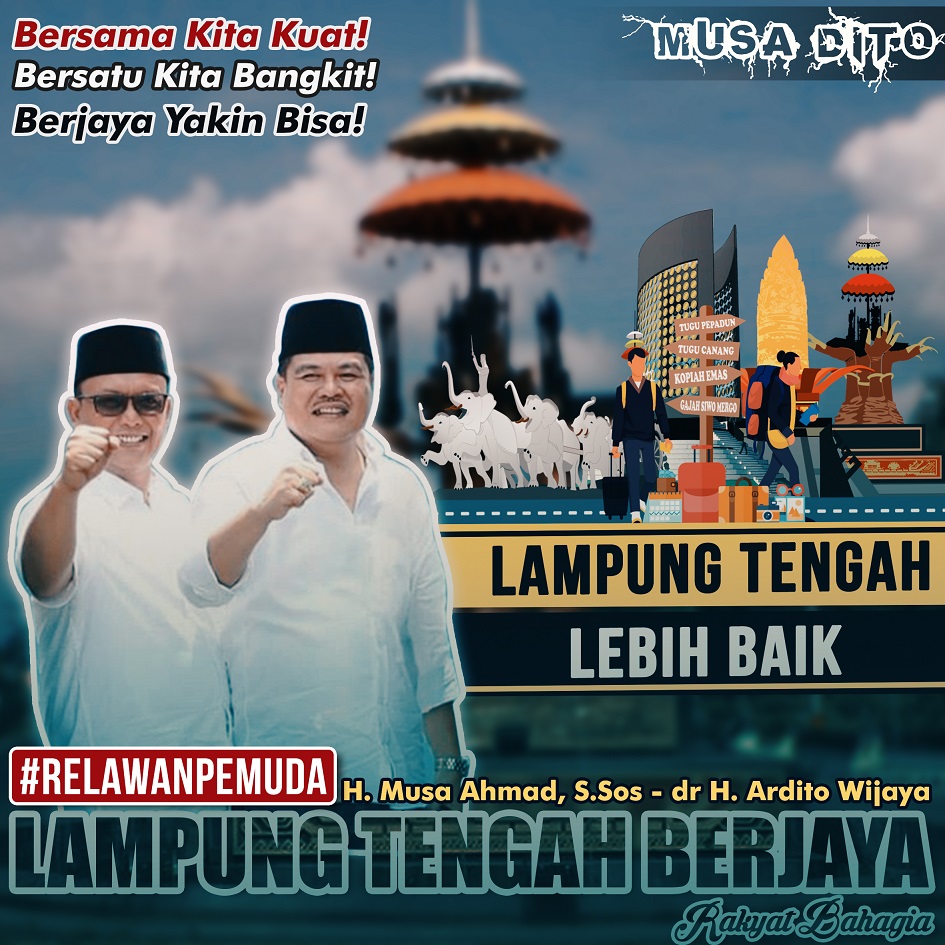 Bersama Kita Kuat!
Bersatu Kita Bangkit!
Berjaya Yakin Bisa!
MUSA DITO
TUGU PEPADUN
TUGU CANANG
KOPIAH EMAS
GAJAH SIWO MERGO
LAMPUNG TENGAH
LEBIH BAIK
#RELAWANPEMUDA
H. Musa Ahmad, S.Sos - dr H. Ardito Wijaya
LAMPUNG TENGAH BERJAYA
Rakyat Bahagia